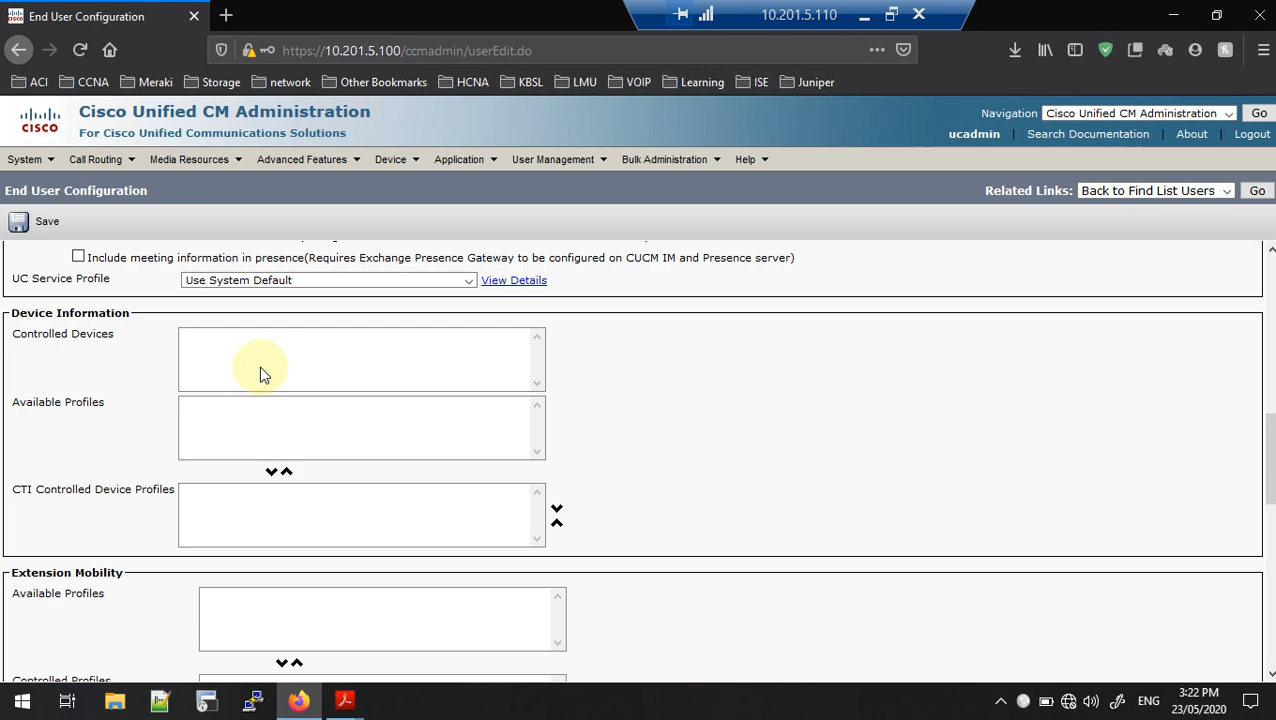 End User Configuration
10.201.5.110
https://10.201.5.100/ccmadmin/userEdit.do
ACI CCNA Meraki Storage network Other Bookmarks HCNA KBSL LMU VOIP Learning ISE Juniper
Cisco Unified CM Administration
For Cisco Unified Communications Solutions
CISCO
Navigation Cisco Unified CM Administration Go
ucadmin | Search Documentation | About | Logout
System Call Routing Media Resources Advanced Features Device Application User Management Bulk Administration Help
End User Configuration
Related Links: Back to Find List Users Go
Save
Include meeting information in presence(Requires Exchange Presence Gateway to be configured on CUCM IM and Presence server)
UC Service Profile Use System Default View Details
Device Information
Controlled Devices
Available Profiles
CTI Controlled Device Profiles
Extension Mobility
Available Profiles
Controlled Profiles
ENG
3:22 PM
23/05/2020